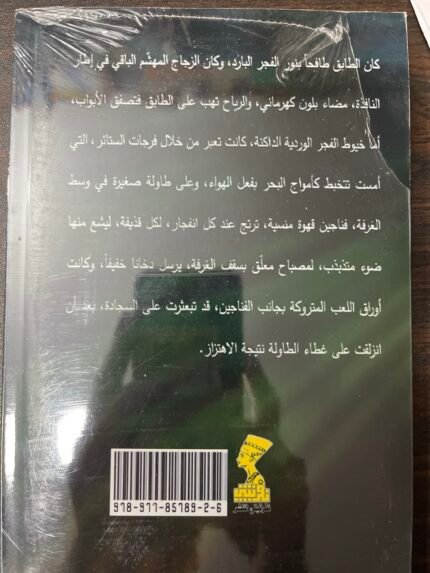 كان الطابق طافحاً بنور الفجر البارد، وكان الزجاج المهشّم الباقي في إطار
النافذة، مضاء بلون كهرماني، والرياح تهب على الطابق فتصفق الأبواب،
أما خيوط الفجر الوردية الداكنة، كانت تعبر من خلال فرجات الستائر، التي
أمست تتخبط كأمواج البحر بفعل الهواء، وعلى طاولة صغيرة في وسط
الغرفة، فناجين قهوة منسية، ترتج عند كل انفجار، لكل قذيفة، ليشع منها
ضوء متذبذب، لمصباح معلّق بسقف الغرفة، يرسل دخانا خفيفاً، وكانت
أوراق اللعب المتروكة بجانب الفناجين، قد تبعثرت على السجادة، بعد أن
انزلقت على غطاء الطاولة نتيجة الاهتزاز.
978-977-85789-2-6